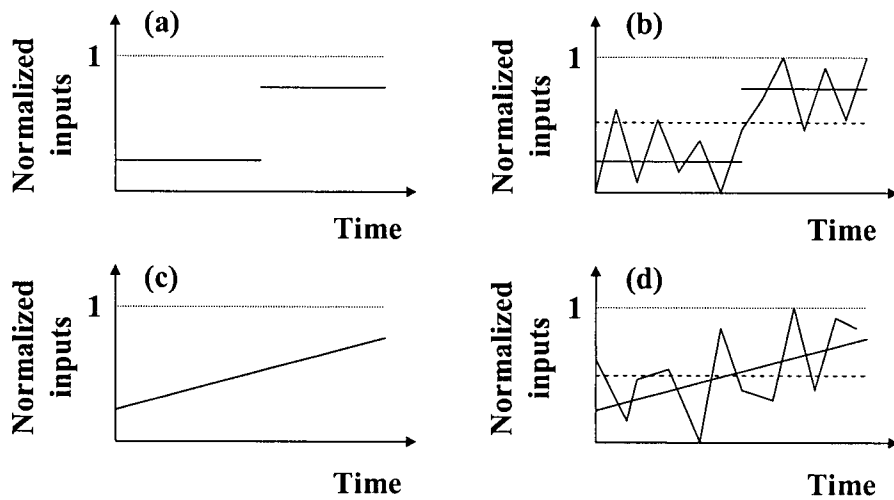 (a)
1
Normalized
inputs
Time
(b)
1
Normalized
inputs
Time
(c)
1
Normalized
inputs
Time
(d)
1
Normalized
inputs
Time